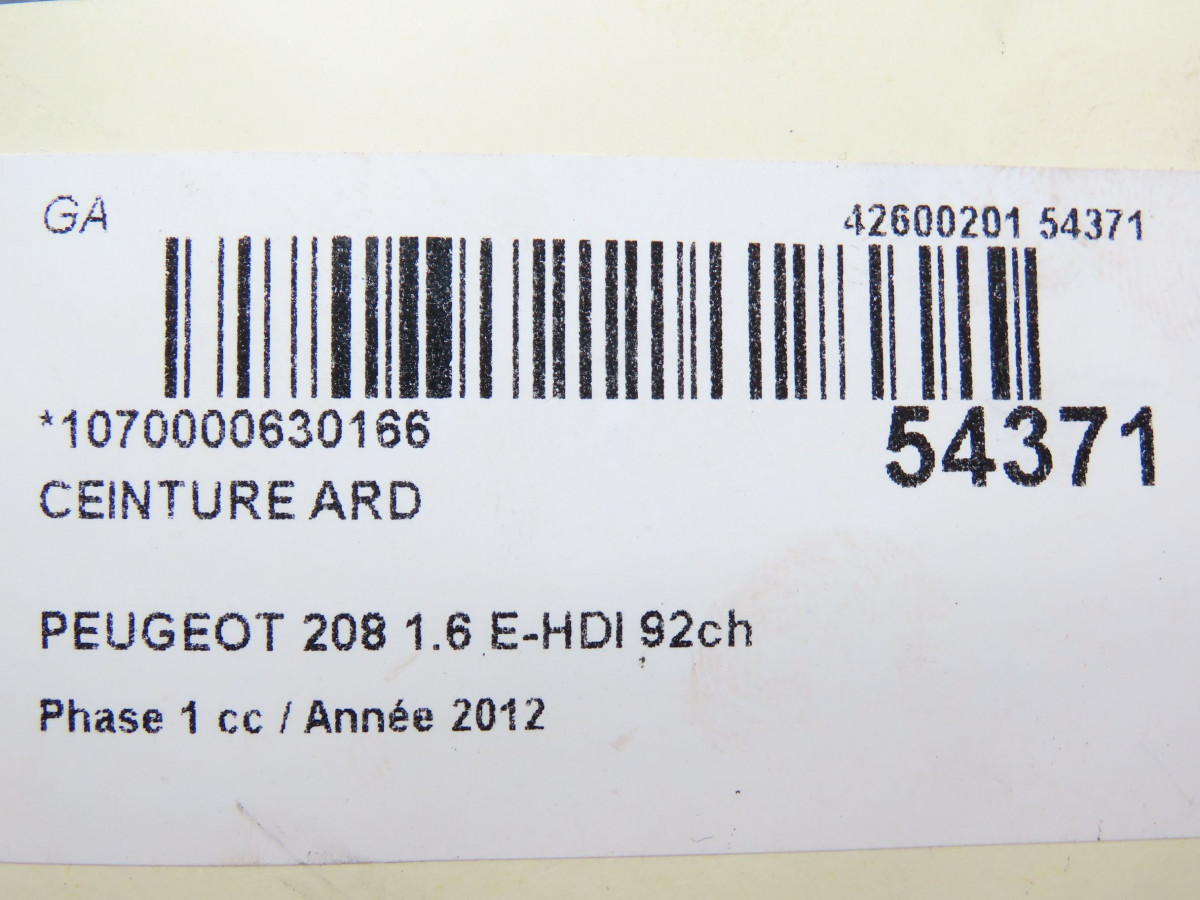 GA 42600201 54371
*1070000630166 54371
CEINTURE ARD
PEUGEOT 208 1.6 E-HDI 92ch
Phase 1 cc / Année 2012